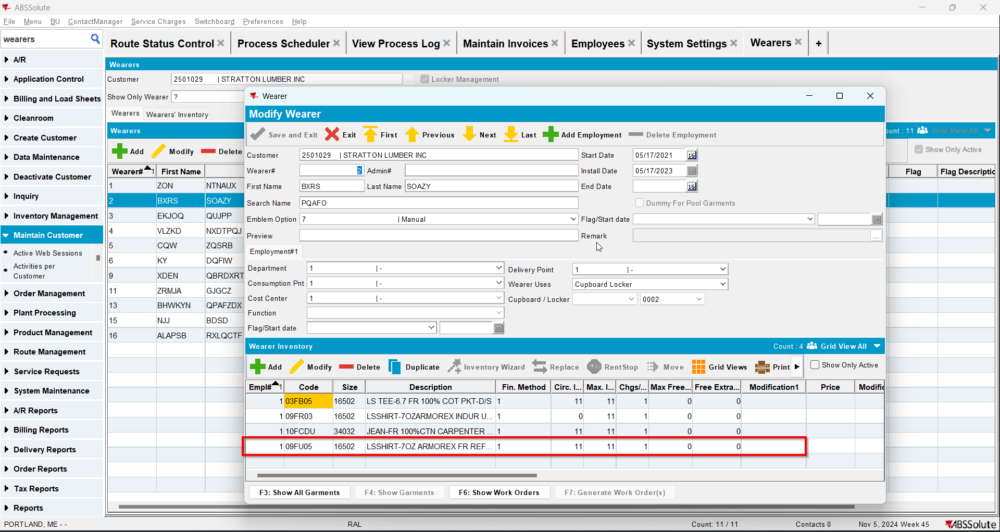 ABSSolute
File Menu BU ContactManager Service Charges Switchboard Preferences Help
wearers
Route Status Control Process Scheduler View Process Log Maintain Invoices Employees System Settings Wearers +
A/R
Application Control
Billing and Load Sheets
Cleanroom
Create Customer
Data Maintenance
Deactivate Customer
Inquiry
Inventory Management
Maintain Customer
Active Web Sessions
Activities per
Customer
Order Management
Plant Processing
Product Management
Route Management
Service Requests
System Maintenance
A/R Reports
Billing Reports
Delivery Reports
Order Reports
Tax Reports
Reports
Wearers
Customer 2501029 | STRATTON LUMBER INC ... Locker Management
Show Only Wearer ?
Wearers Wearers' Inventory
Wearers
Count : 11 Grid View All
Add Modify Delete
Show Only Active
Wearer# 1 First Name
Flag Flag Descriptio
1 ZON NTNAUX
2 BXRS SOAZY
3 EKJOQ QUJPP
4 VLZKD NXDTPQJ
5 CQW ZQSRB
6 KY DQFIW
9 XDEN QBRDXRT
11 ZRMJA GJGCZ
13 BHWKYN QPAFZDX
15 NJJ BDSD
16 ALAPSB RXLQCTF
Wearer
Modify Wearer
Save and Exit Exit First Previous Next Last Add Employment Delete Employment
Customer 2501029 | STRATTON LUMBER INC Start Date 05/17/2021 16
Wearer# 2 Admin# Install Date 05/17/2023 16
First Name BXRS Last Name SOAZY End Date 16
Search Name PQAFO Dummy For Pool Garments
Emblem Option 7 | Manual Flag/Start date 16
Preview Remark ...
Employment#1
Department 1 | - Delivery Point 1 | -
Consumption Pnt 1 | - Wearer Uses Cupboard Locker
Cost Center 1 | - Cupboard / Locker 0002
Function
Flag/Start date 16
Wearer Inventory Count : 4 Grid View All
Add Modify Delete Duplicate Inventory Wizard Replace RentStop Move Grid Views Print Show Only Active
Empl# 1 Code Size Description Fin. Method Circ. I... Max. I... Chgs/... Max Free... Free Extra... Modification1 Price Modific
1 03FB05 16502 LS TEE-6.7 FR 100% COT PKT-D/S 1 11 11 1 0 0
1 09FR03 16502 LSSHIRT-7OZARMOREX INDUR U... 1 0 11 1 0 0
1 10FCDU 34032 JEAN-FR 100%CTN CARPENTER ... 1 11 11 1 0 0
1 09FU05 16502 LSSHIRT-7OZ ARMOREX FR REF... 1 11 11 1 0 0
F3: Show All Garments F4: Show Garments F6: Show Work Orders F7: Generate Work Order(s)
PORTLAND, ME - - RAL Count: 11 / 11 Contacts 0 Nov 5, 2024 Week 45 ABSSolute